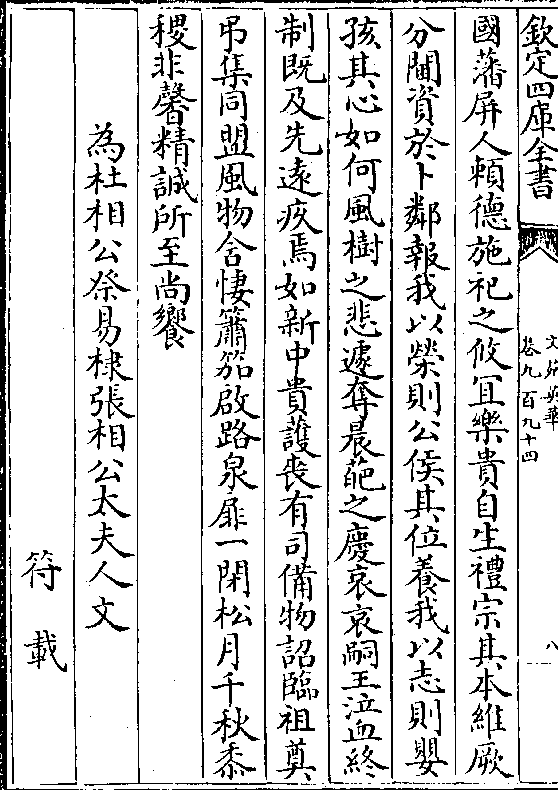 欽定四庫全書
文苑英華
卷九百九十四
八
國藩屏人賴德施祀之攸宜樂貴自生禮宗其本維厥
分閫資於卜鄰報我以榮則公侯其位養我以志則嬰
孩其心如何風樹之悲遽奪晨葩之慶哀哀嗣王泣血終
制既及先遠疚焉如新中貴護喪有司備物詔臨祖奠
弔集同盟風物含悽簫笳啟路泉扉一閉松月千秋黍
稷非馨精誠所至尚饗
為杜相公祭易棣張相公太夫人文
符載